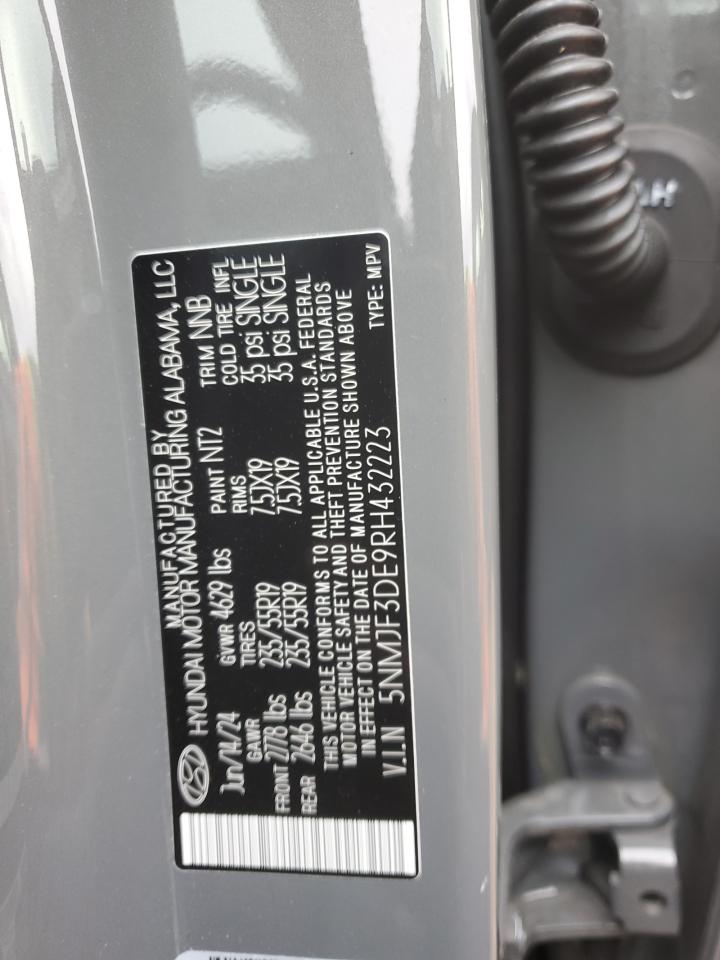 MANUFACTURED BY
HYUNDAI MOTOR MANUFACTURING ALABAMA, LLC
Jun/14/24 GVWR 4629 lbs PAINT NT2 TRIM NNB
GAWR TIRES RIMS COLD TIRE INFL
FRONT 2778 lbs 235/55R19 7.5JX19 35 psi SINGLE
REAR 2646 lbs 235/55R19 7.5JX19 35 psi SINGLE
THIS VEHICLE CONFORMS TO ALL APPLICABLE U.S.A. FEDERAL
MOTOR VEHICLE SAFETY AND THEFT PREVENTION STANDARDS
IN EFFECT ON THE DATE OF MANUFACTURE SHOWN ABOVE
V.I.N 5NMJF3DE9RH432223 TYPE: MPV